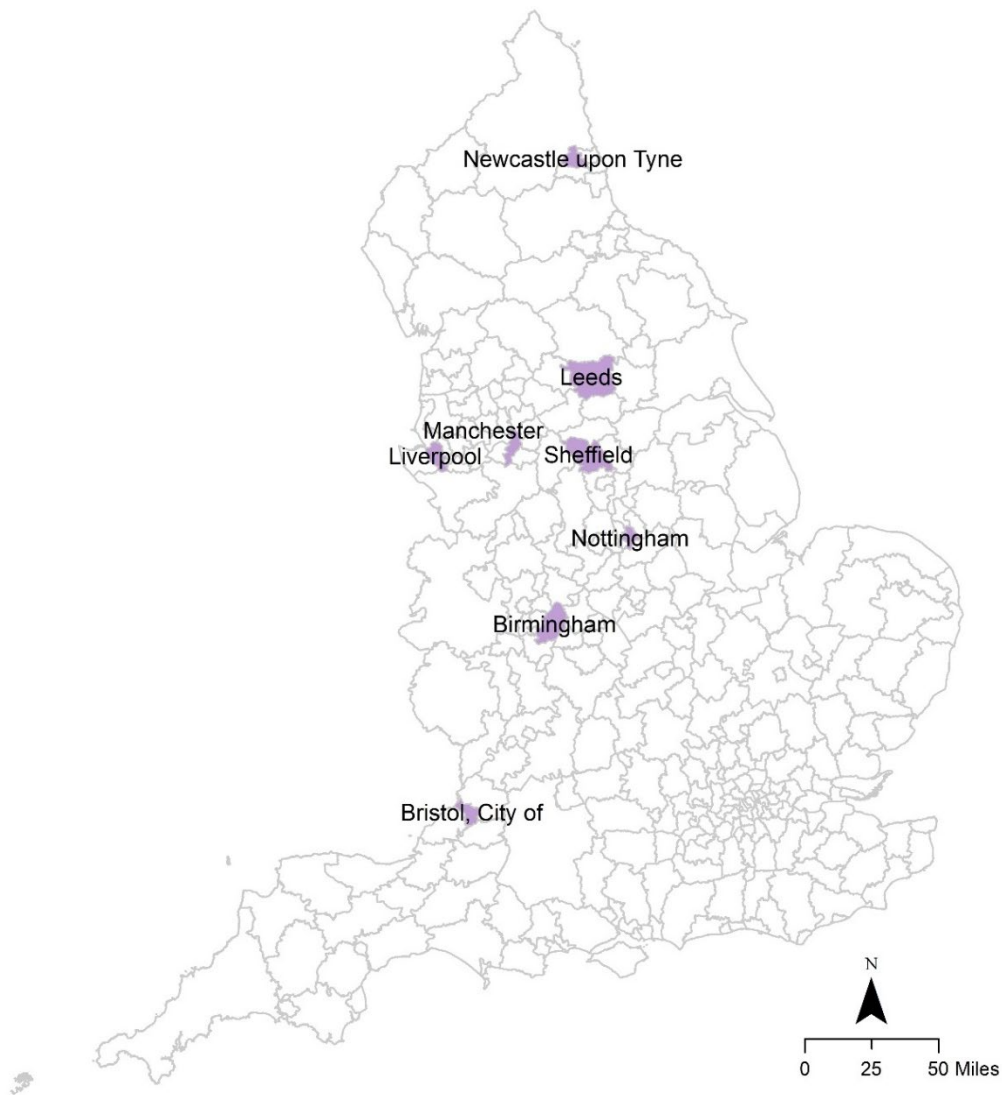 Newcastle upon Tyne
Leeds
Manchester
Liverpool
Sheffield
Nottingham
Birmingham
Bristol, City of
N
0 25 50 Miles